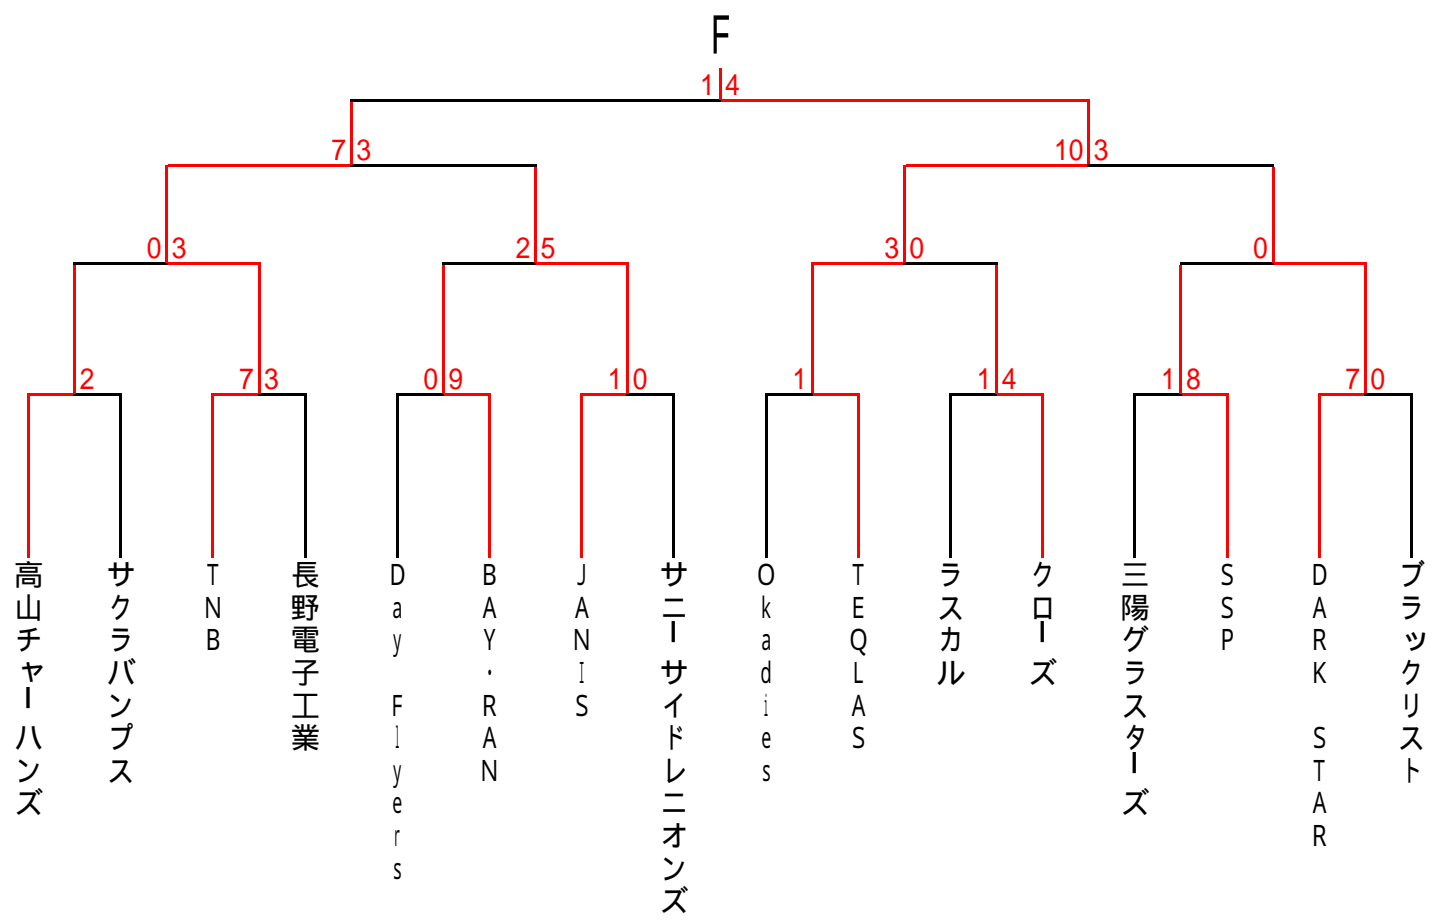 F
1 4
7 3
10 3
0 3
2 5
3 0
0
2
7 3
0 9
1 0
1
1 4
1 8
7 0
高山チャーハンズ
サクラバンプス
TNB
長野電子工業
Day Flyers
BAY・RAN
JANIS
サニーサイドレニオンズ
Okadies
TEQLAS
ラスカル
クローズ
三陽グラスターズ
SSP
DARK STAR
ブラックリスト